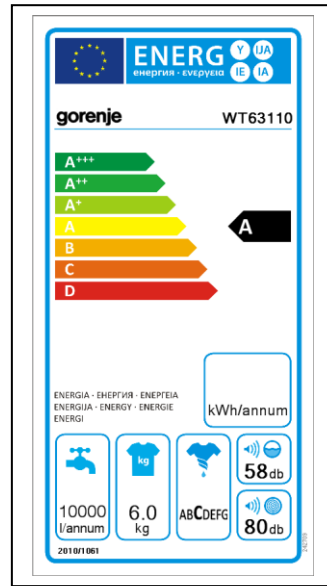 ENERG Y IJA
енергия · ενεργεια IE IA
gorenje WT63110
A+++
A++
A+
A A
B
C
D
ENERGIA · ЕНЕРГИЯ · ΕΝΕΡΓΕΙΑ
ENERGIJA · ENERGY · ENERGIE
ENERGI
kWh/annum
kg
58db
10000
l/annum
6.0
kg
ABCDEFG
80db
2010/1061